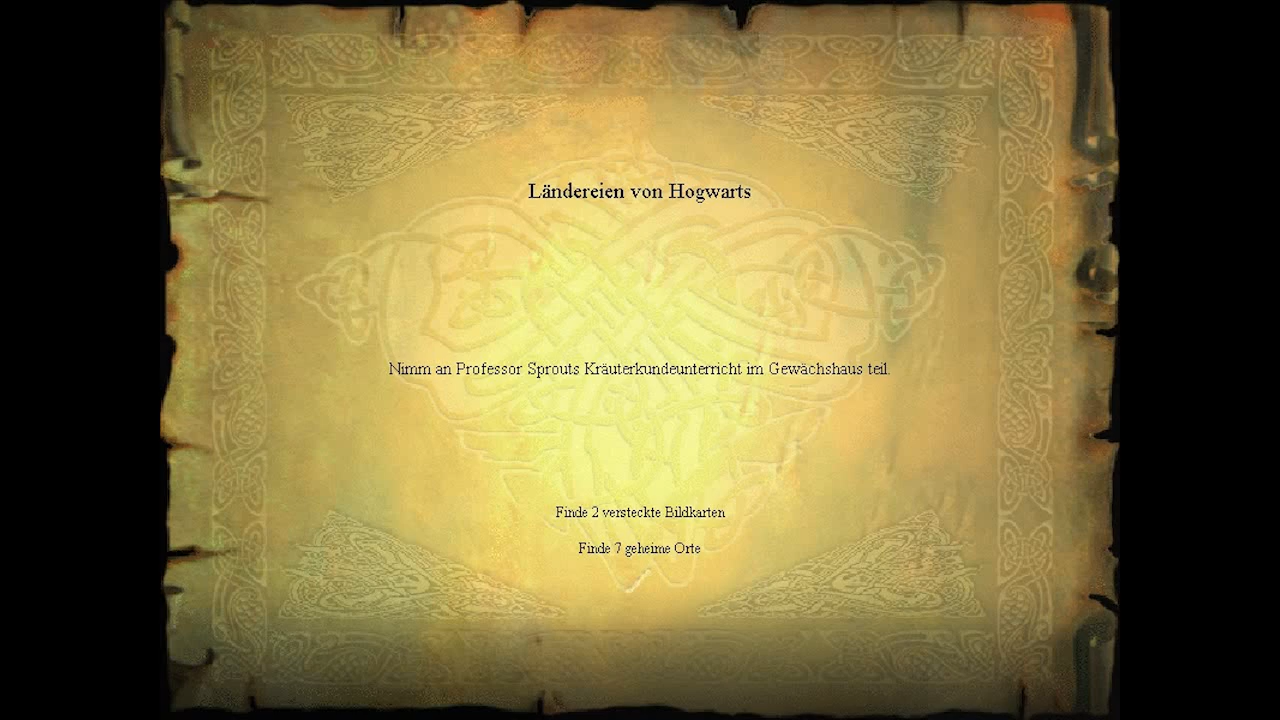 Ländereien von Hogwarts
Nimm an Professor Sprouts Kräuterkundeunterricht im Gewächshaus teil.
Finde 2 versteckte Bildkarten
Finde 7 geheime Orte